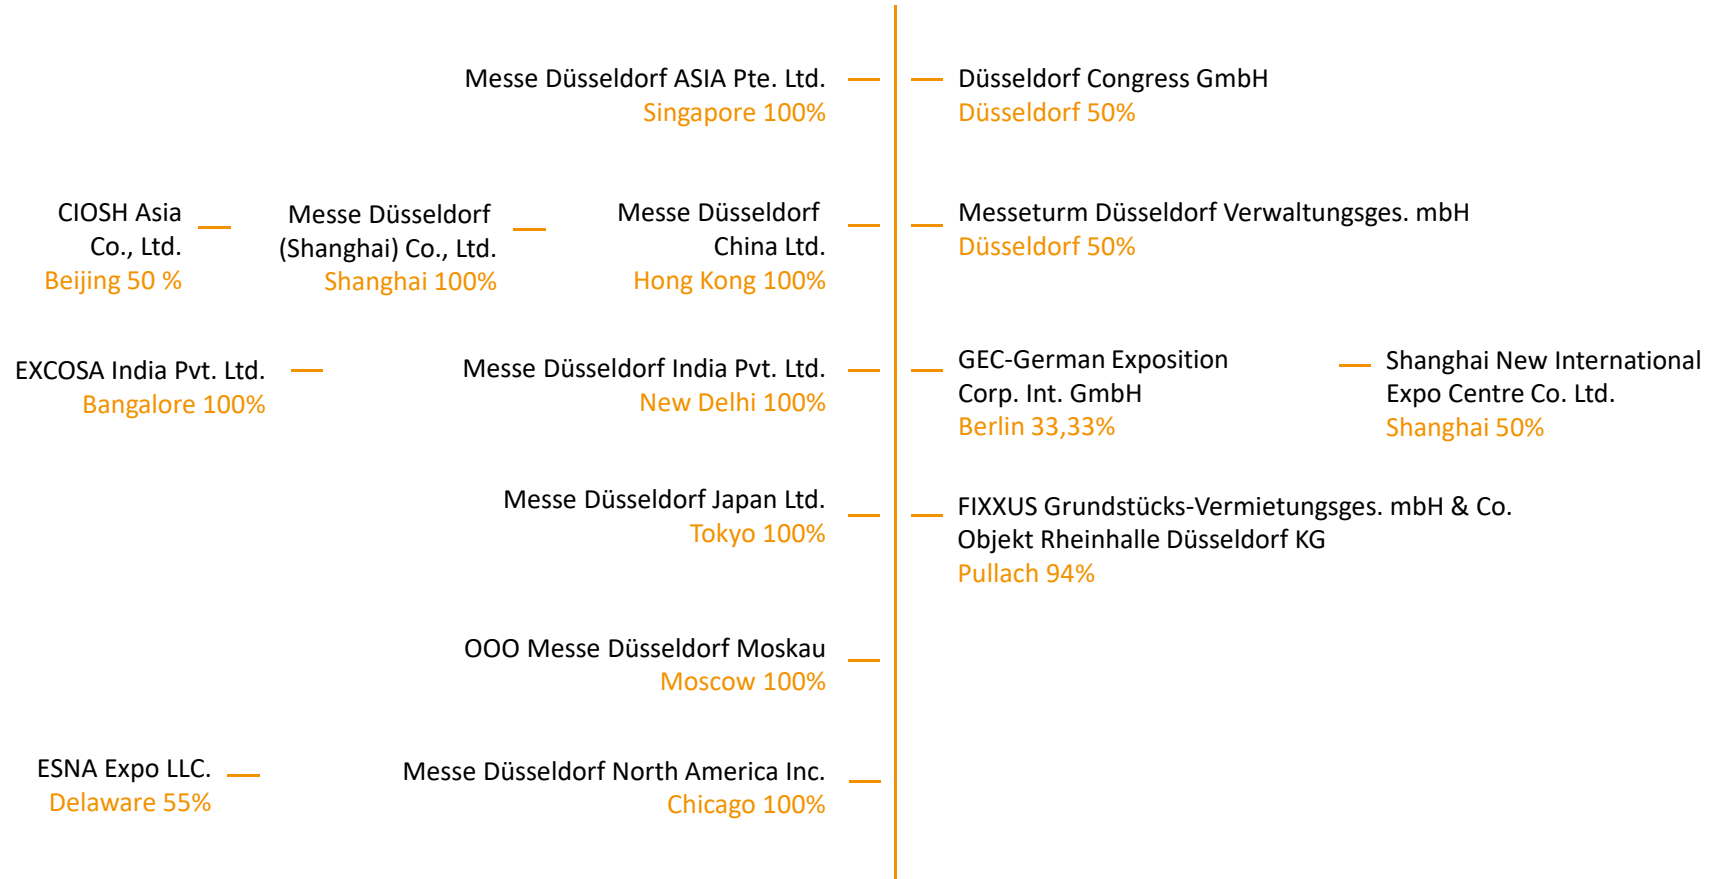 Messe Düsseldorf ASIA Pte. Ltd.
Singapore 100%
Düsseldorf Congress GmbH
Düsseldorf 50%
CIOSH Asia
Co., Ltd.
Beijing 50 %
Messe Düsseldorf
(Shanghai) Co., Ltd.
Shanghai 100%
Messe Düsseldorf
China Ltd.
Hong Kong 100%
Messeturm Düsseldorf Verwaltungsges. mbH
Düsseldorf 50%
EXCOSA India Pvt. Ltd.
Bangalore 100%
Messe Düsseldorf India Pvt. Ltd.
New Delhi 100%
GEC-German Exposition
Corp. Int. GmbH
Berlin 33,33%
Shanghai New International
Expo Centre Co. Ltd.
Shanghai 50%
Messe Düsseldorf Japan Ltd.
Tokyo 100%
FIXXUS Grundstücks-Vermietungsges. mbH & Co.
Objekt Rheinhalle Düsseldorf KG
Pullach 94%
OOO Messe Düsseldorf Moskau
Moscow 100%
ESNA Expo LLC.
Delaware 55%
Messe Düsseldorf North America Inc.
Chicago 100%